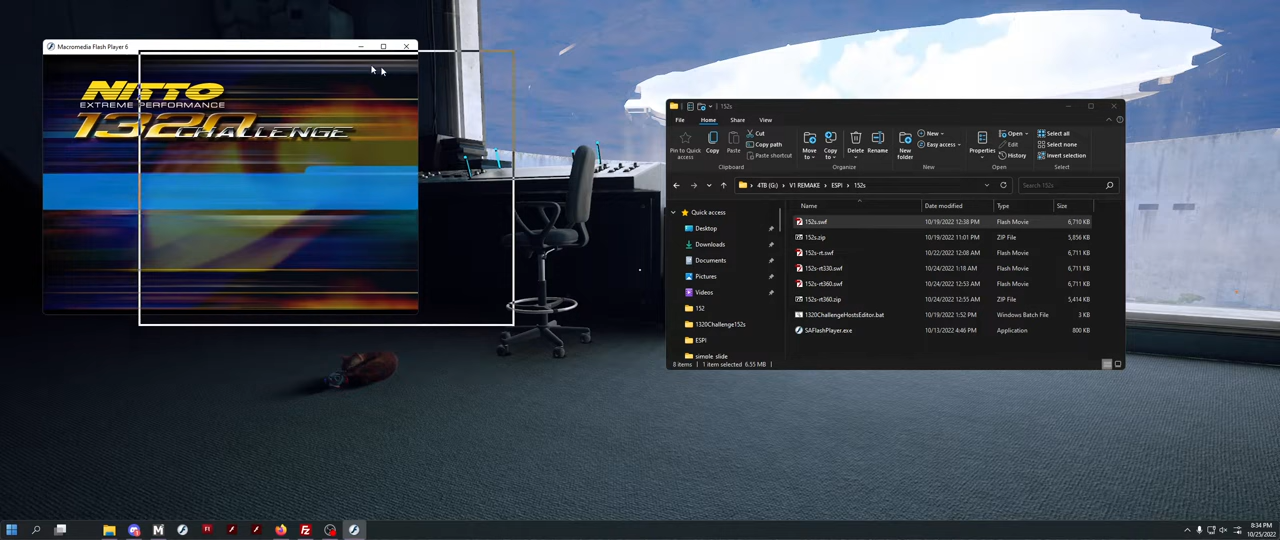 Macromedia Flash Player 6
NITTO
EXTREME PERFORMANCE
1320
CHALLENGE
152s
File
Home
Share
View
Pin to Quick access
Copy
Paste
Cut
Copy path
Paste shortcut
Clipboard
Move to
Copy to
Delete
Rename
Organize
New folder
New
Easy access
New
Properties
Open
Edit
History
Open
Select all
Select none
Invert selection
Select
4TB (G:) > V1 REMAKE > ESPI > 152s
Search 152s
Name Date modified Type Size
152s.swf 10/19/2022 12:38 PM Flash Movie 6,710 KB
152s.zip 10/19/2022 11:01 PM ZIP File 5,856 KB
152s-rt.swf 10/22/2022 12:08 AM Flash Movie 6,711 KB
152s-rt330.swf 10/24/2022 1:18 AM Flash Movie 6,711 KB
152s-rt360.swf 10/24/2022 12:53 AM Flash Movie 6,711 KB
152s-rt360.zip 10/24/2022 12:55 AM ZIP File 5,414 KB
1320ChallengeHostsEditor.bat 10/19/2022 1:52 PM Windows Batch File 3 KB
SAFlashPlayer.exe 10/13/2022 4:46 PM Application 800 KB
Quick access
Desktop
Downloads
Documents
Pictures
Videos
152
1320Challenge152s
ESPI
simple_slide
8 items | 1 item selected 6.55 MB |
8:34 PM
10/25/2022